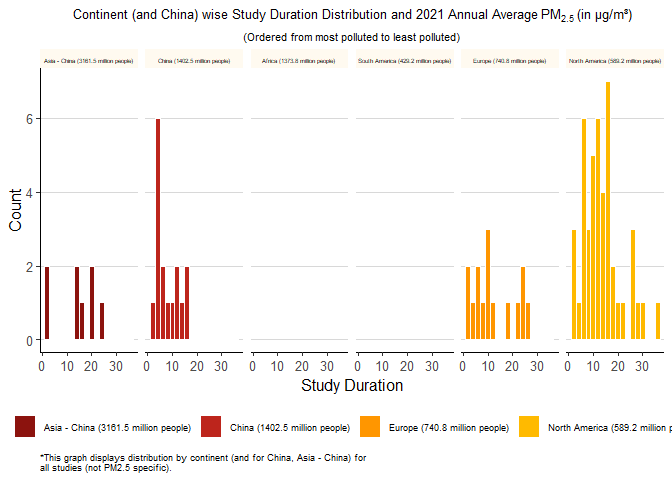 Continent (and China) wise Study Duration Distribution and 2021 Annual Average PM2.5 (in µg/m³)
(Ordered from most polluted to least polluted)
Asia - China (3161.5 million people) China (1402.5 million people) Africa (1373.8 million people) South America (429.2 million people) Europe (740.8 million people) North America (589.2 million people)
6
4
2
0
Count
0 10 20 30 0 10 20 30 0 10 20 30 0 10 20 30 0 10 20 30 0 10 20 30
Study Duration
Asia - China (3161.5 million people) China (1402.5 million people) Europe (740.8 million people) North America (589.2 million p
*This graph displays distribution by continent (and for China, Asia - China) for
all studies (not PM2.5 specific).